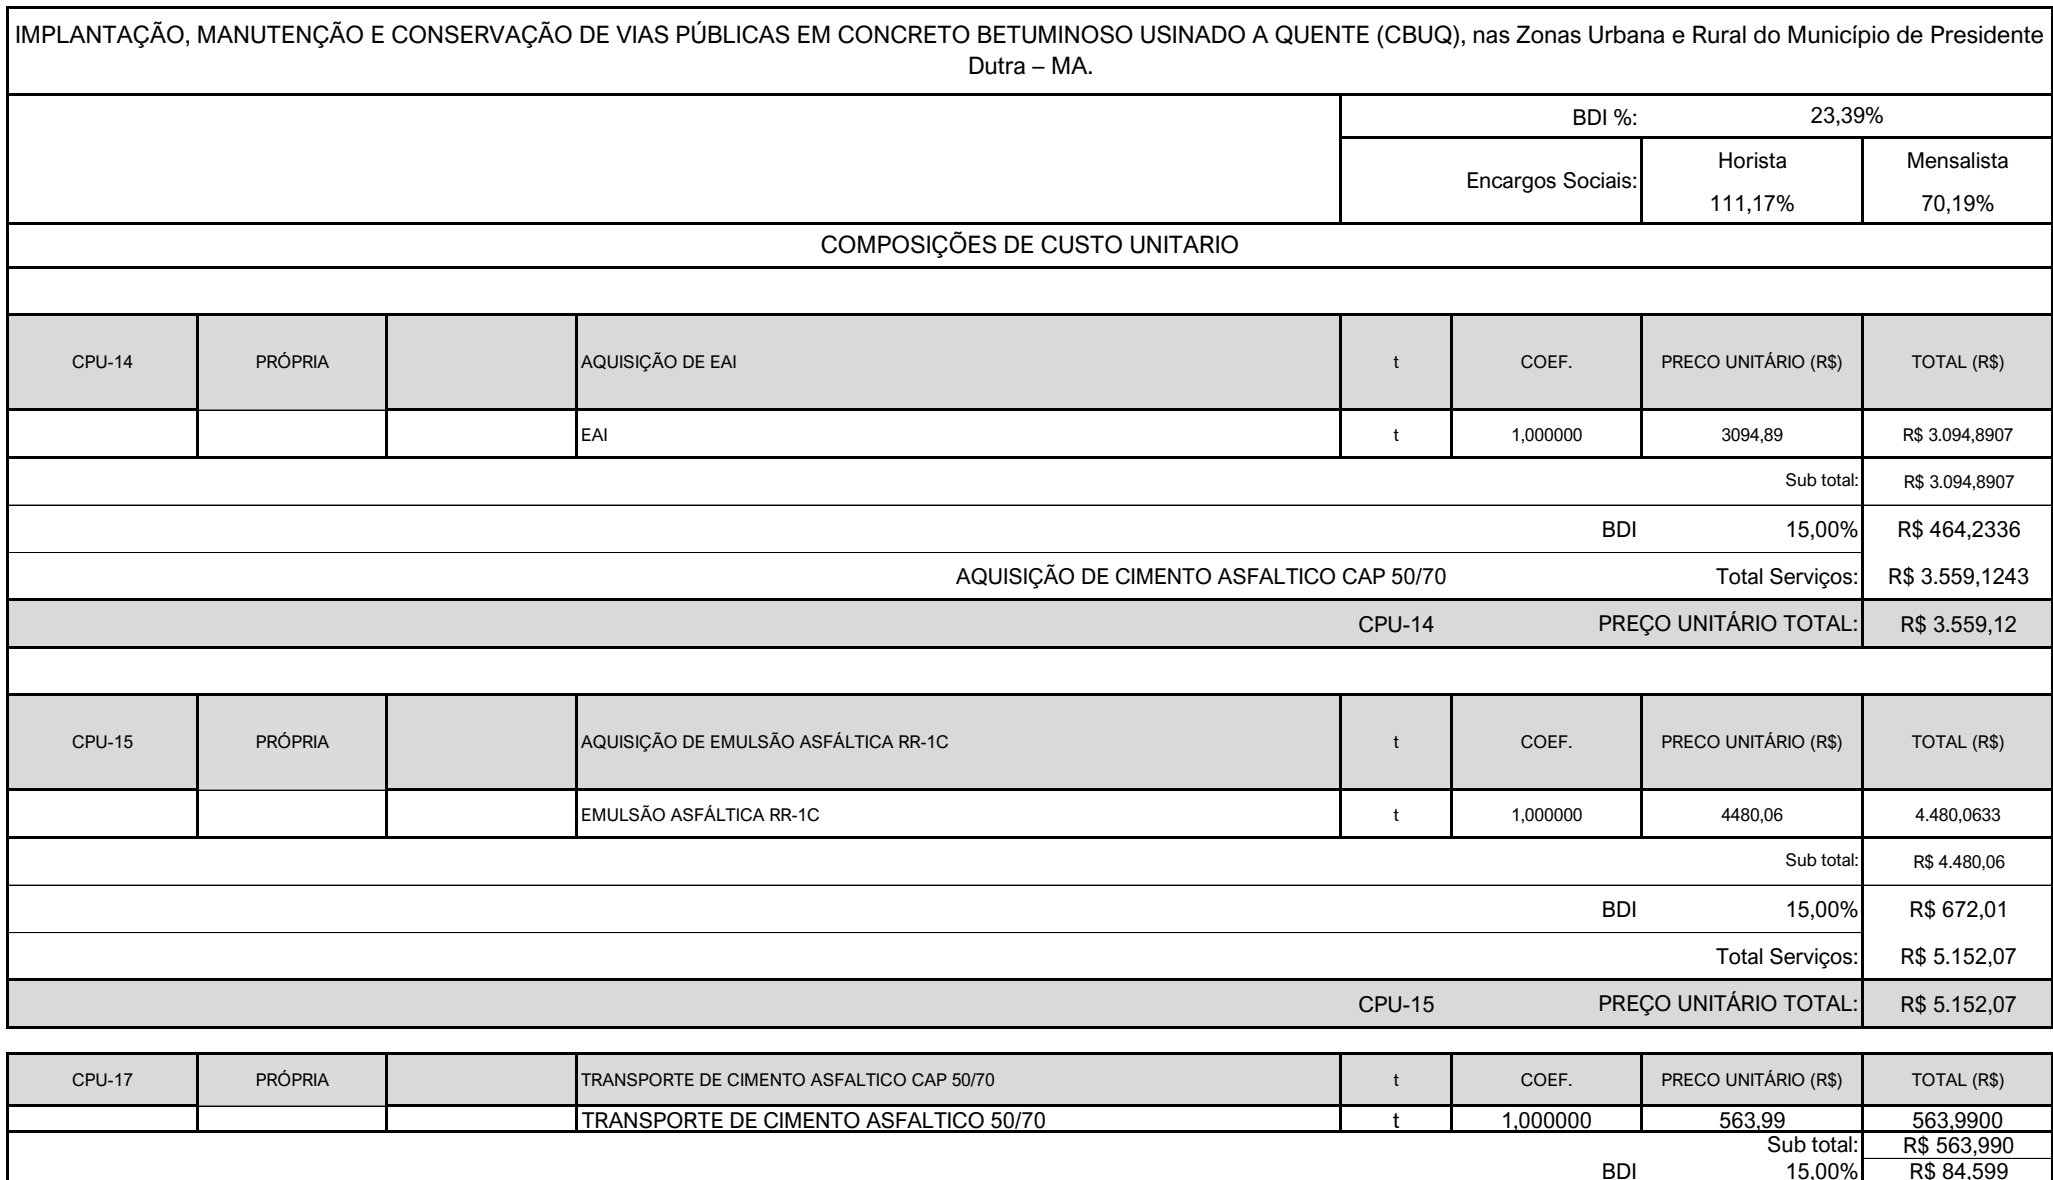 IMPLANTAÇÃO, MANUTENÇÃO E CONSERVAÇÃO DE VIAS PÚBLICAS EM CONCRETO BETUMINOSO USINADO A QUENTE (CBUQ), nas Zonas Urbana e Rural do Município de Presidente
Dutra – MA.
BDI %: 23,39%
Encargos Sociais: Horista Mensalista
111,17% 70,19%
COMPOSIÇÕES DE CUSTO UNITARIO
CPU-14 PRÓPRIA AQUISIÇÃO DE EAI t COEF. PRECO UNITÁRIO (R$) TOTAL (R$)
EAI t 1,000000 3094,89 R$ 3.094,8907
Sub total: R$ 3.094,8907
BDI 15,00% R$ 464,2336
AQUISIÇÃO DE CIMENTO ASFALTICO CAP 50/70 Total Serviços: R$ 3.559,1243
CPU-14 PREÇO UNITÁRIO TOTAL: R$ 3.559,12
CPU-15 PRÓPRIA AQUISIÇÃO DE EMULSÃO ASFÁLTICA RR-1C t COEF. PRECO UNITÁRIO (R$) TOTAL (R$)
EMULSÃO ASFÁLTICA RR-1C t 1,000000 4480,06 4.480,0633
Sub total: R$ 4.480,06
BDI 15,00% R$ 672,01
Total Serviços: R$ 5.152,07
CPU-15 PREÇO UNITÁRIO TOTAL: R$ 5.152,07
CPU-17 PRÓPRIA TRANSPORTE DE CIMENTO ASFALTICO CAP 50/70 t COEF. PRECO UNITÁRIO (R$) TOTAL (R$)
TRANSPORTE DE CIMENTO ASFALTICO 50/70 t 1,000000 563,99 563,9900
Sub total: R$ 563,990
BDI 15,00% R$ 84,599